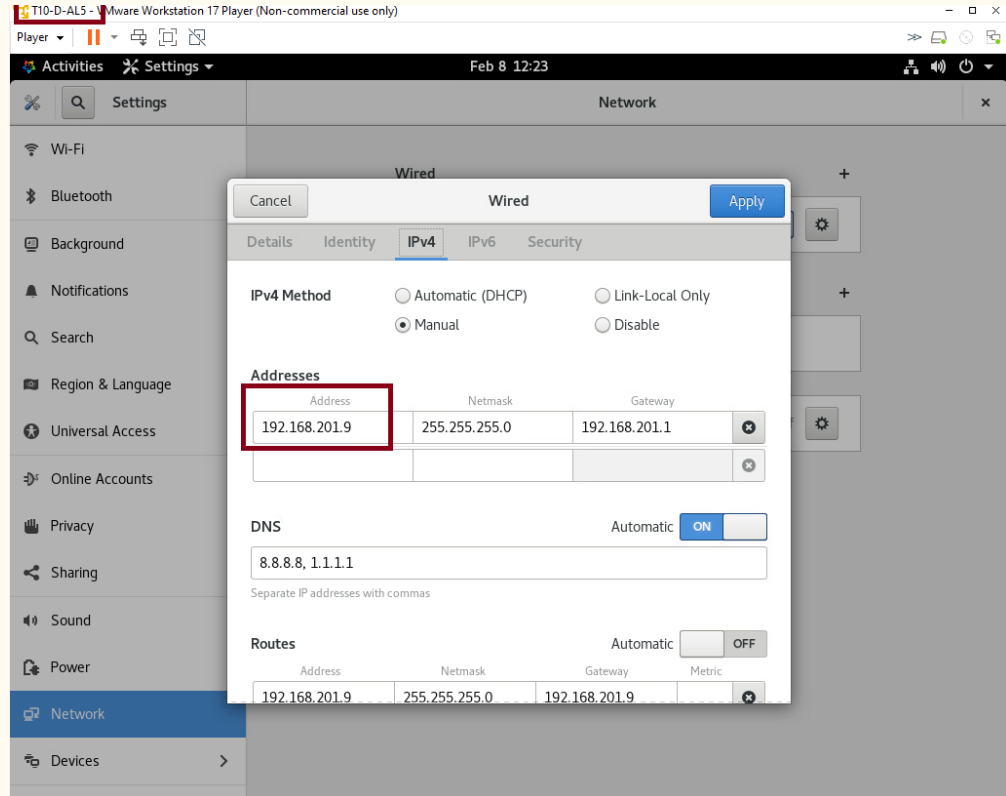 T10-D-AL5 - VMware Workstation 17 Player (Non-commercial use only)
Player
Activities Settings Feb 8 12:23
Settings Network
Wi-Fi
Bluetooth
Background
Notifications
Search
Region & Language
Universal Access
Online Accounts
Privacy
Sharing
Sound
Power
Network
Devices
Wired
Cancel Wired Apply
Details Identity IPv4 IPv6 Security
IPv4 Method Automatic (DHCP) Link-Local Only
Manual Disable
Addresses
Address Netmask Gateway
192.168.201.9 255.255.255.0 192.168.201.1
DNS Automatic ON
8.8.8.8, 1.1.1.1
Separate IP addresses with commas
Routes Automatic OFF
Address Netmask Gateway Metric
192.168.201.9 255.255.255.0 192.168.201.9